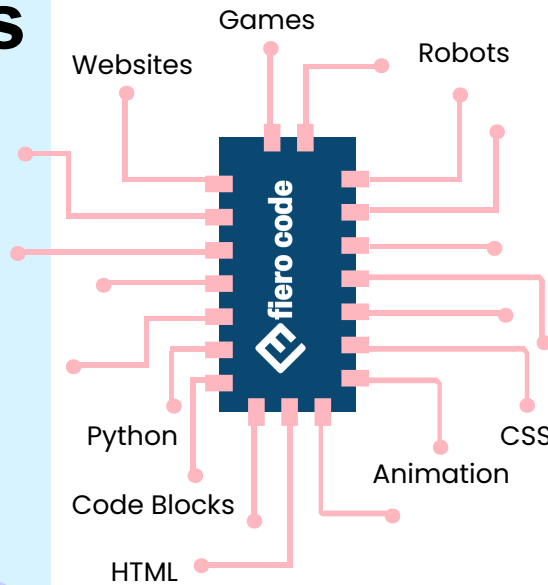 s
Games
Robots
Websites
fiero code
Python
CSS
Animation
Code Blocks
HTML